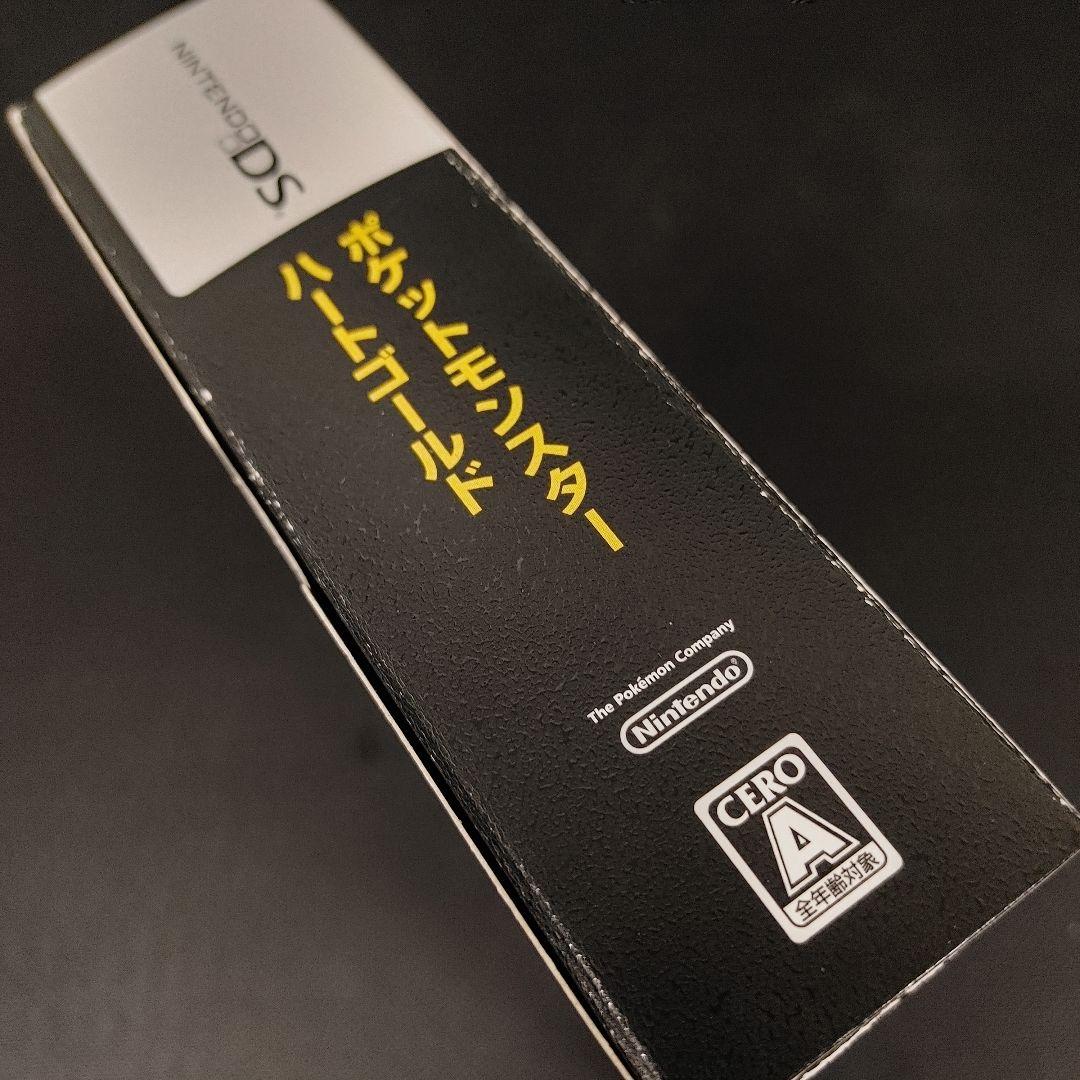 NINTENDO DS
ポケットモンスター
ハートゴールド
The Pokémon Company
Nintendo®
CERO
A
全年齢対象